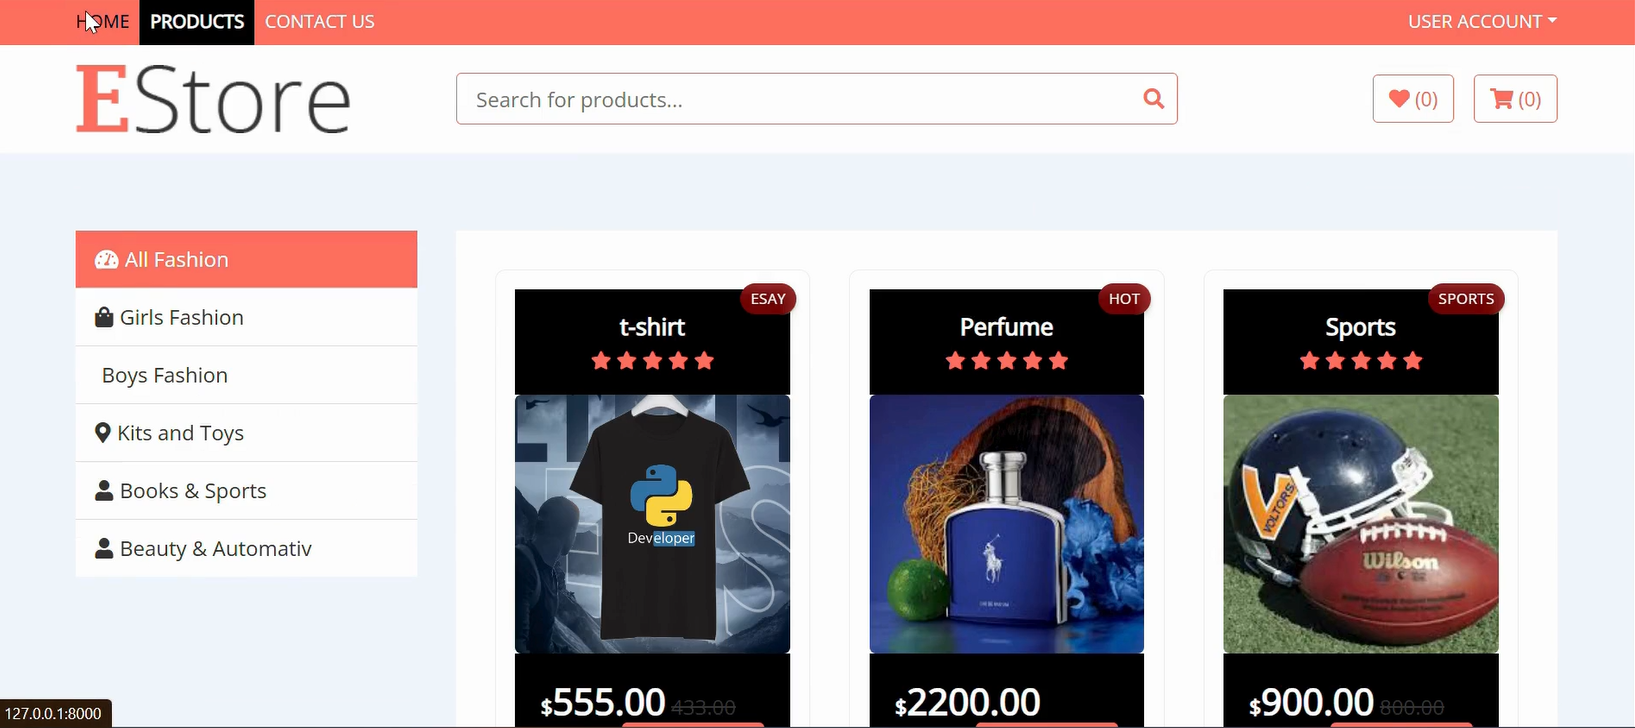 HOME PRODUCTS CONTACT US USER ACCOUNT
EStore
Search for products...
(0) (0)
All Fashion
Girls Fashion
Boys Fashion
Kits and Toys
Books & Sports
Beauty & Automativ
ESAY
t-shirt
Developer
$555.00 433.00
HOT
Perfume
$2200.00
SPORTS
Sports
VOLTORS
Wilson
$900.00 800.00
127.0.0.1:8000